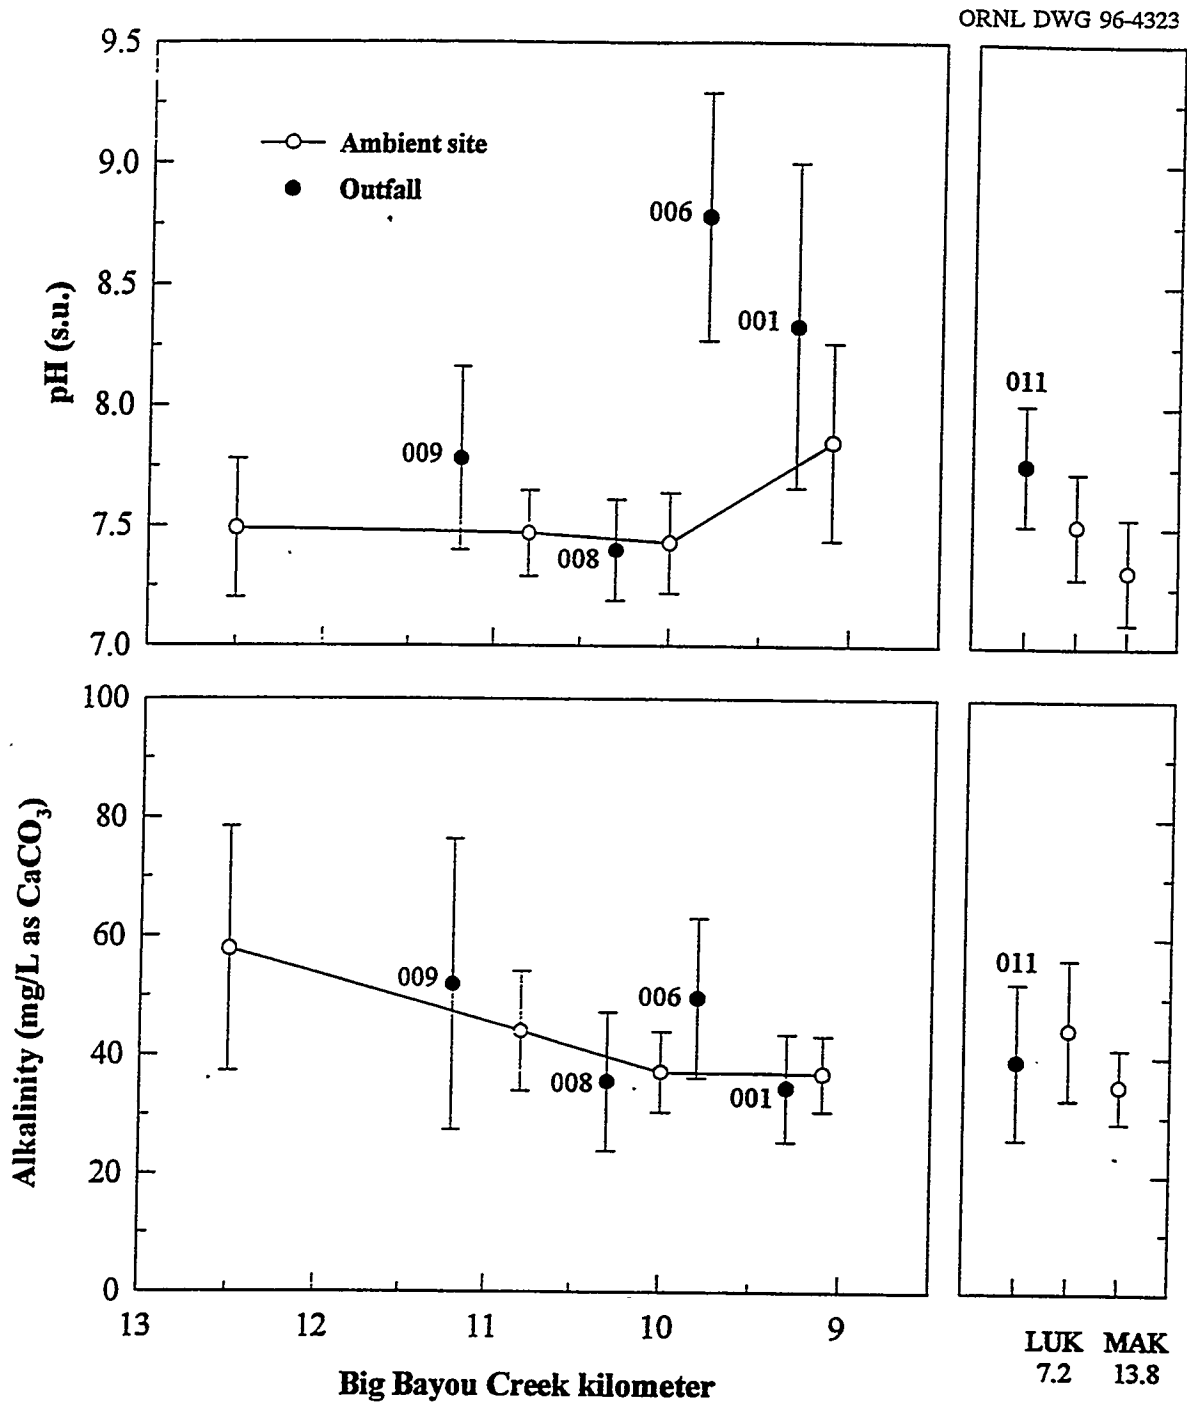 ORNL DWG 96-4323
9.5
9.0
8.5
8.0
7.5
7.0
pH (s.u.)
Ambient site
Outfall
009
008
006
001
011
100
80
60
40
20
0
Alkalinity (mg/L as CaCO₃)
009
008
006
001
011
13 12 11 10 9
Big Bayou Creek kilometer
LUK MAK
7.2 13.8